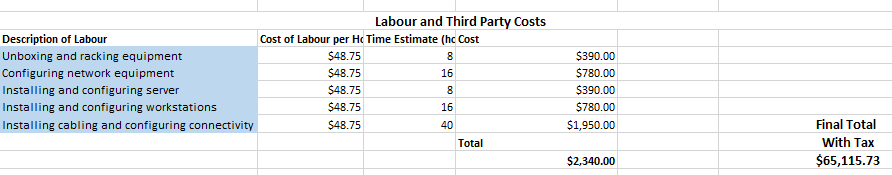 Labour and Third Party Costs
Description of Labour Cost of Labour per Ho Time Estimate (ho Cost
Unboxing and racking equipment $48.75 8 $390.00
Configuring network equipment $48.75 16 $780.00
Installing and configuring server $48.75 8 $390.00
Installing and configuring workstations $48.75 16 $780.00
Installing cabling and configuring connectivity $48.75 40 $1,950.00 Final Total
Total With Tax
$2,340.00 $65,115.73